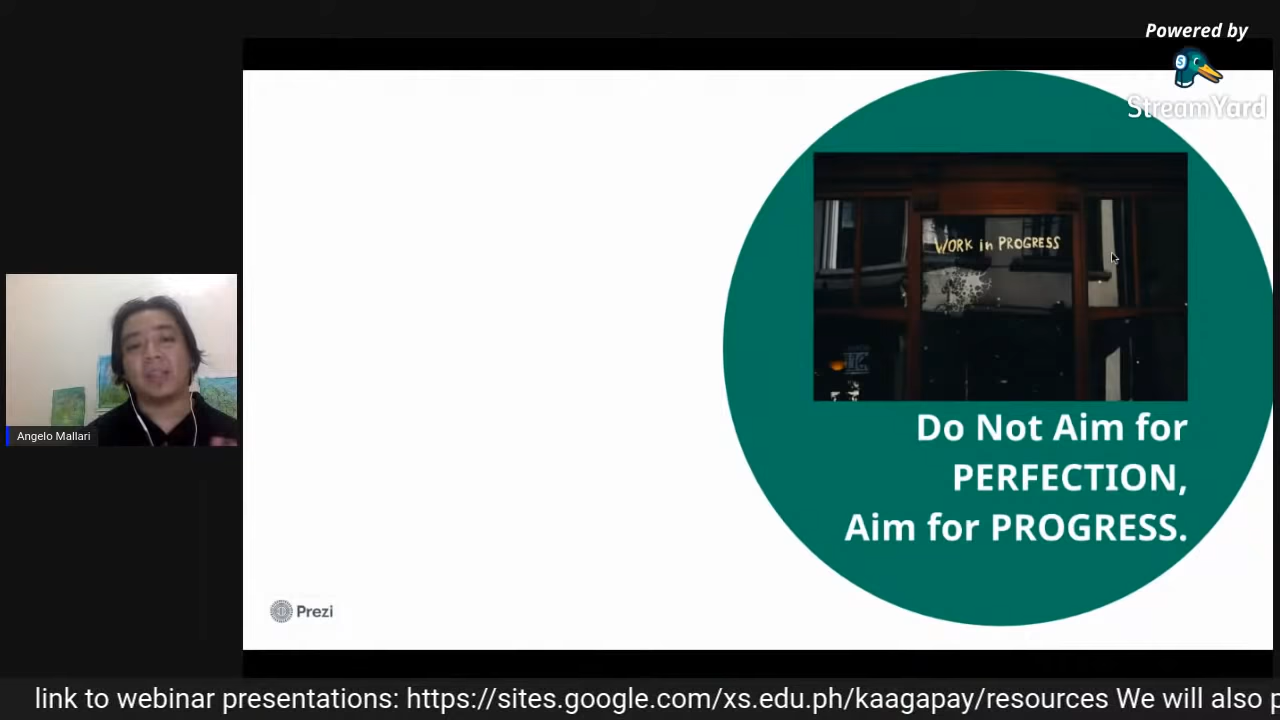 Powered by
StreamYard
WORK in PROGRESS
Do Not Aim for
PERFECTION,
Aim for PROGRESS.
Angelo Mallari
Prezi
link to webinar presentations: https://sites.google.com/xs.edu.ph/kaagapay/resources We will also p